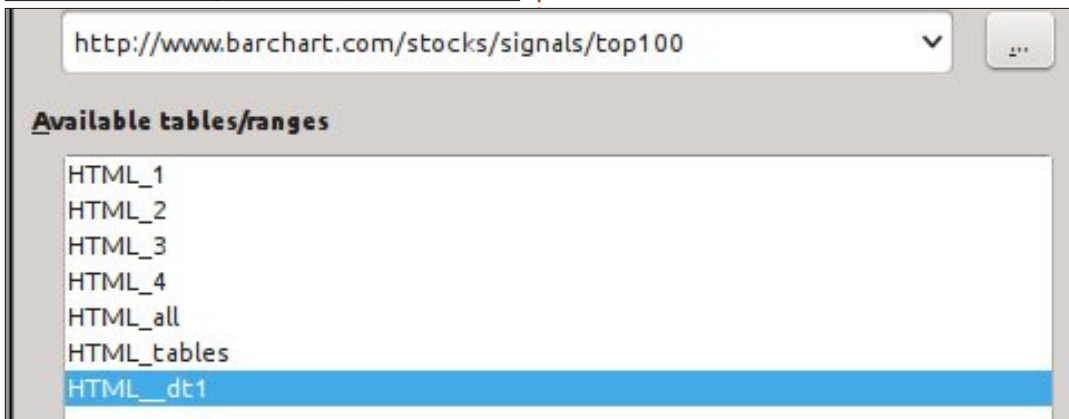 http://www.barchart.com/stocks/signals/top100
...
Available tables/ranges
HTML_1
HTML_2
HTML_3
HTML_4
HTML_all
HTML_tables
HTML__dt1